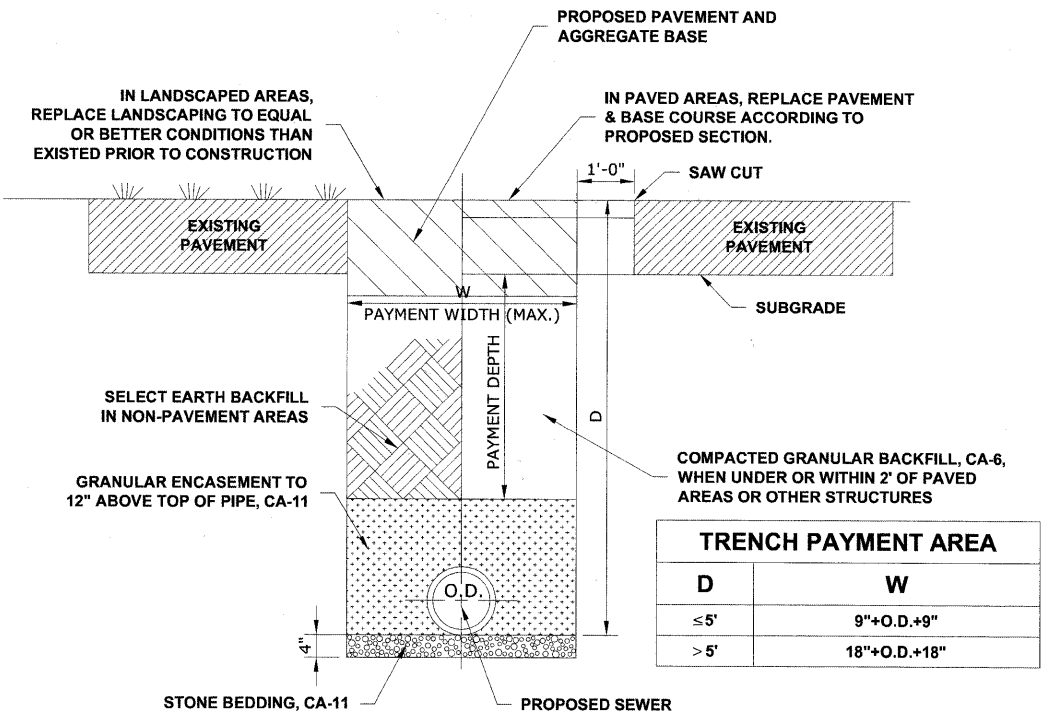 PROPOSED PAVEMENT AND
AGGREGATE BASE
IN LANDSCAPED AREAS,
REPLACE LANDSCAPING TO EQUAL
OR BETTER CONDITIONS THAN
EXISTED PRIOR TO CONSTRUCTION
IN PAVED AREAS, REPLACE PAVEMENT
& BASE COURSE ACCORDING TO
PROPOSED SECTION.
1'-0"
SAW CUT
EXISTING
PAVEMENT
EXISTING
PAVEMENT
SUBGRADE
W
PAYMENT WIDTH (MAX.)
PAYMENT DEPTH
D
SELECT EARTH BACKFILL
IN NON-PAVEMENT AREAS
GRANULAR ENCASEMENT TO
12" ABOVE TOP OF PIPE, CA-11
COMPACTED GRANULAR BACKFILL, CA-6,
WHEN UNDER OR WITHIN 2' OF PAVED
AREAS OR OTHER STRUCTURES
O.D.
4"
STONE BEDDING, CA-11
PROPOSED SEWER
TRENCH PAYMENT AREA
D W
≤5' 9"+O.D.+9"
>5' 18"+O.D.+18"